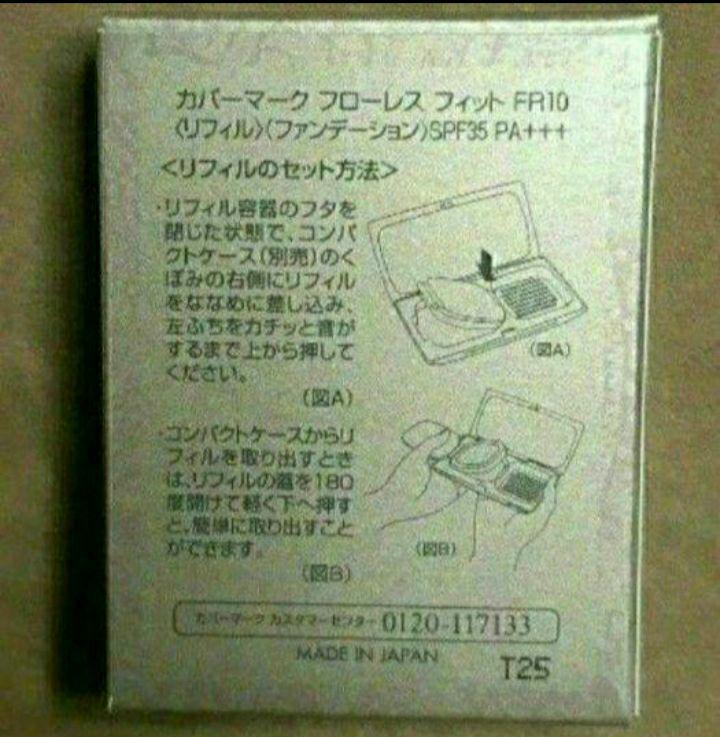 カバーマーク フローレス フィット FR10
〈リフィル〉(ファンデーション)SPF35 PA+++
<リフィルのセット方法>
・リフィル容器のフタを
閉じた状態で、コンパ
クトケース(別売)のく
ぼみの右側にリフィル
をななめに差し込み、
左ふちをカチッと音が
するまで上から押して
ください。
(図A)
(図A)
・コンパクトケースからリ
フィルを取り出すとき
は、リフィルの蓋を180
度開けて軽く下へ押す
と、簡単に取り出すこと
ができます。
(図B)
(図B)
カバーマーク カスタマーセンター 0120-117133
MADE IN JAPAN
T25